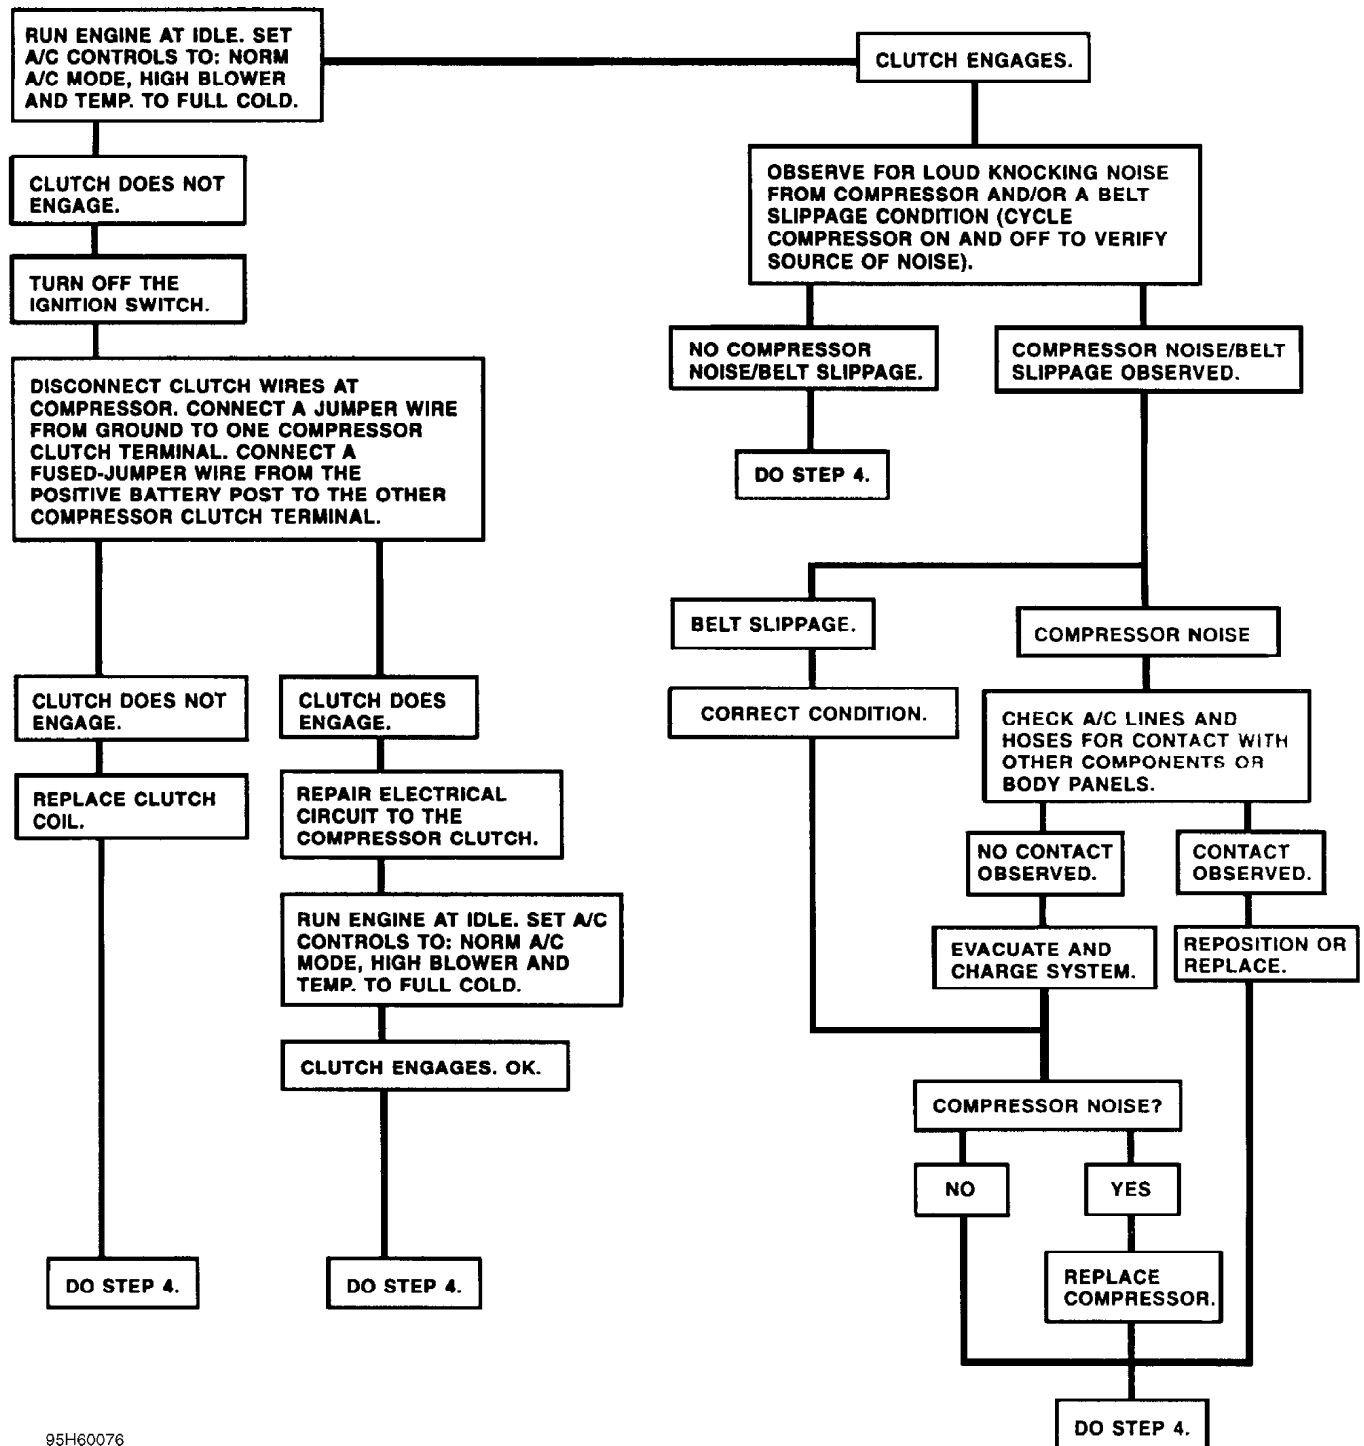 RUN ENGINE AT IDLE. SET
A/C CONTROLS TO: NORM
A/C MODE, HIGH BLOWER
AND TEMP. TO FULL COLD.
CLUTCH DOES NOT
ENGAGE.
TURN OFF THE
IGNITION SWITCH.
DISCONNECT CLUTCH WIRES AT
COMPRESSOR. CONNECT A JUMPER WIRE
FROM GROUND TO ONE COMPRESSOR
CLUTCH TERMINAL. CONNECT A
FUSED-JUMPER WIRE FROM THE
POSITIVE BATTERY POST TO THE OTHER
COMPRESSOR CLUTCH TERMINAL.
CLUTCH DOES NOT
ENGAGE.
REPLACE CLUTCH
COIL.
DO STEP 4.
CLUTCH DOES
ENGAGE.
REPAIR ELECTRICAL
CIRCUIT TO THE
COMPRESSOR CLUTCH.
RUN ENGINE AT IDLE. SET A/C
CONTROLS TO: NORM A/C
MODE, HIGH BLOWER AND
TEMP. TO FULL COLD.
CLUTCH ENGAGES. OK.
DO STEP 4.
CLUTCH ENGAGES.
OBSERVE FOR LOUD KNOCKING NOISE
FROM COMPRESSOR AND/OR A BELT
SLIPPAGE CONDITION (CYCLE
COMPRESSOR ON AND OFF TO VERIFY
SOURCE OF NOISE).
NO COMPRESSOR
NOISE/BELT SLIPPAGE.
DO STEP 4.
COMPRESSOR NOISE/BELT
SLIPPAGE OBSERVED.
BELT SLIPPAGE.
CORRECT CONDITION.
COMPRESSOR NOISE
CHECK A/C LINES AND
HOSES FOR CONTACT WITH
OTHER COMPONENTS OR
BODY PANELS.
NO CONTACT
OBSERVED.
EVACUATE AND
CHARGE SYSTEM.
CONTACT
OBSERVED.
REPOSITION OR
REPLACE.
COMPRESSOR NOISE?
NO
YES
REPLACE
COMPRESSOR.
DO STEP 4.
95H60076